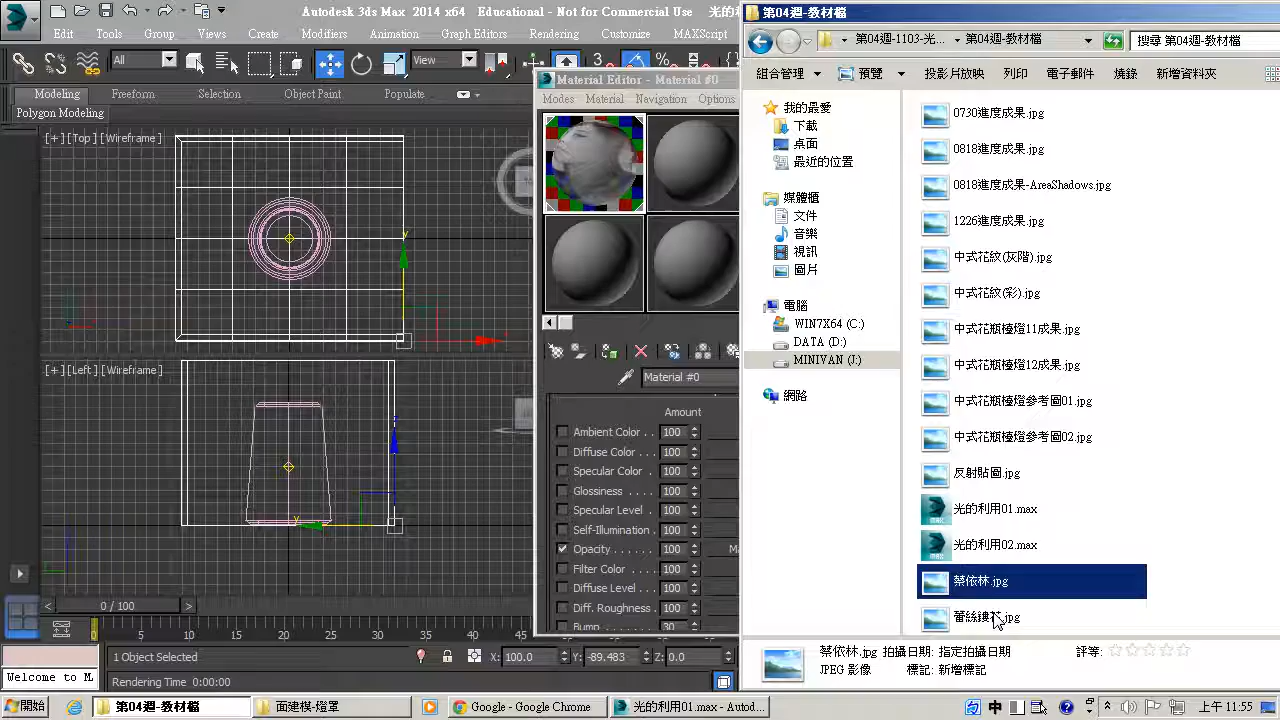 Autodesk 3ds Max 2014 x64 Educational - Not for Commercial Use
Edit Tools Group Views Create Modifiers Animation Graph Editors Rendering Customize MAXScript
All
View
Modeling Freeform Selection Object Paint Populate
Polygon Modeling
[+][Top][Wireframe]
[+][Left][Wireframe]
0 / 100
5 10 15 20 25 30 35 40 45 50
1 Object Selected
X: 100.0 Y: -89.483 Z: 0.0
Welcome to M
Rendering Time 0:00:00
Material Editor - Material #0
Modes Material Navigation Options
Material #0
Amount
Ambient Color . . 100
Diffuse Color . . 100
Specular Color . 100
Glossiness . . . . 100
Specular Level . 100
Self-Illumination . 100
Opacity . . . . . . 100
Filter Color . . . . 100
Diffuse Level . . . 100
Diff. Roughness . 100
Bump 30
第04週-教材檔
第04週-1103-光... 第04週-教材檔
搜尋 第04週-教材檔
組合管理 預覽 投影片放映 列印 電子郵件 燒錄 新增資料夾
我的最愛
下載
桌面
最近的位置
媒體櫃
文件
音樂
視訊
圖片
電腦
WIN7X64 (C:)
DATA (D:)
MINIVAN (J:)
網路
0730進度成果.jpg
0818進度成果.jpg
0818進度成果-AreaShadows.jpg
1226進度成果.jpg
中式花紋(灰階).jpg
中式花紋(彩).jpg
中式花瓶檯燈11成果.jpg
中式花瓶檯燈12成果.jpg
中式花瓶檯燈參考圖01.jpg
中式花瓶檯燈參考圖02.jpg
反射貼圖.jpg
光的利用01.max
光的利用02.max
蔡依林.jpg
蔡依林.jpg 拍攝日期: 指定拍攝日期 評等:
JPEG 影像 標記: 新增標記
開始 第04週-教材檔 面建模-檔罩 Google - Google Chrome 光的利用01.max - Autod...
中
上午 11:55